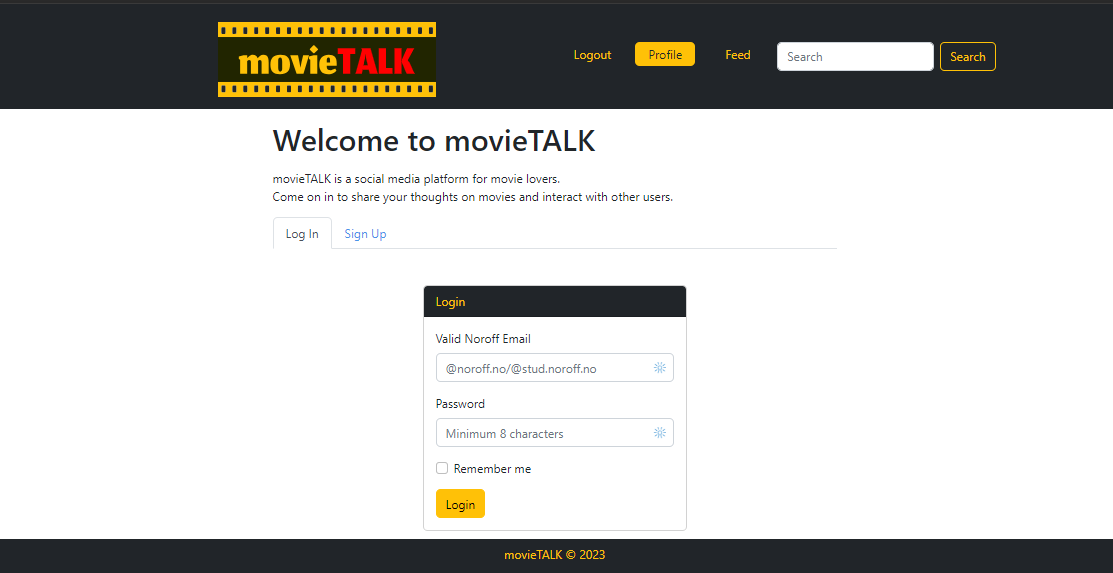 movieTALK
Logout Profile Feed Search Search
Welcome to movieTALK
movieTALK is a social media platform for movie lovers.
Come on in to share your thoughts on movies and interact with other users.
Log In Sign Up
Login
Valid Noroff Email
@noroff.no/@stud.noroff.no
Password
Minimum 8 characters
Remember me
Login
movieTALK © 2023